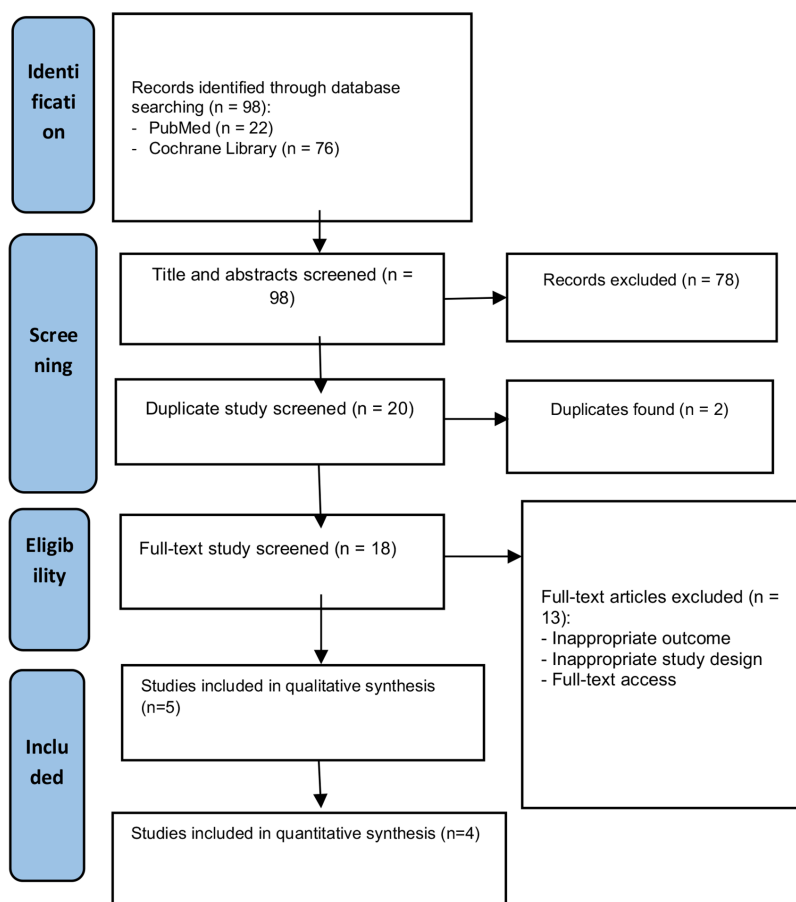 Identi
ficati
on
Records identified through database
searching (n = 98):
- PubMed (n = 22)
- Cochrane Library (n = 76)
Scree
ning
Title and abstracts screened (n =
98)
Records excluded (n = 78)
Duplicate study screened (n = 20)
Duplicates found (n = 2)
Eligib
ility
Full-text study screened (n = 18)
Full-text articles excluded (n =
13):
- Inappropriate outcome
- Inappropriate study design
- Full-text access
Inclu
ded
Studies included in qualitative synthesis
(n=5)
Studies included in quantitative synthesis (n=4)